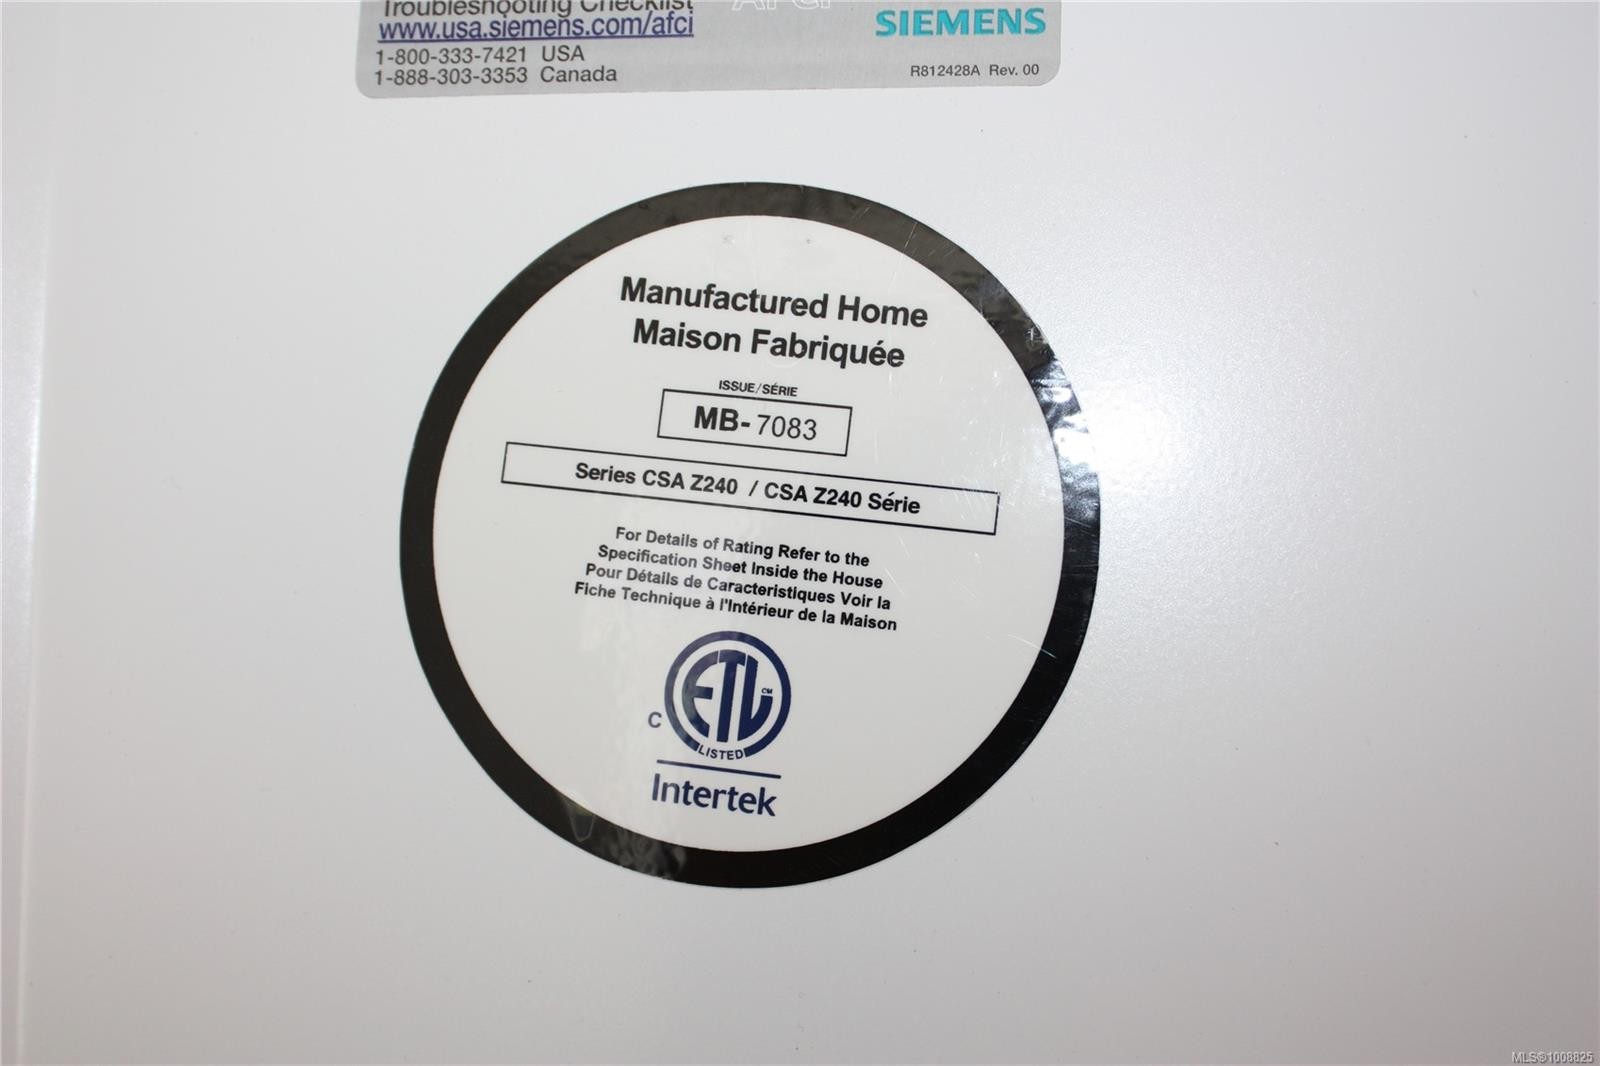 Troubleshooting Checklist
www.usa.siemens.com/afci
1-800-333-7421 USA
1-888-303-3353 Canada
AFCI
SIEMENS
R812428A Rev. 00
Manufactured Home
Maison Fabriquée
ISSUE/SÉRIE
MB-7083
Series CSA Z240 / CSA Z240 Série
For Details of Rating Refer to the
Specification Sheet Inside the House
Pour Détails de Caracteristiques Voir la
Fiche Technique à l'Intérieur de la Maison
C
ETL CM
LISTED
Intertek
MLS®1008825